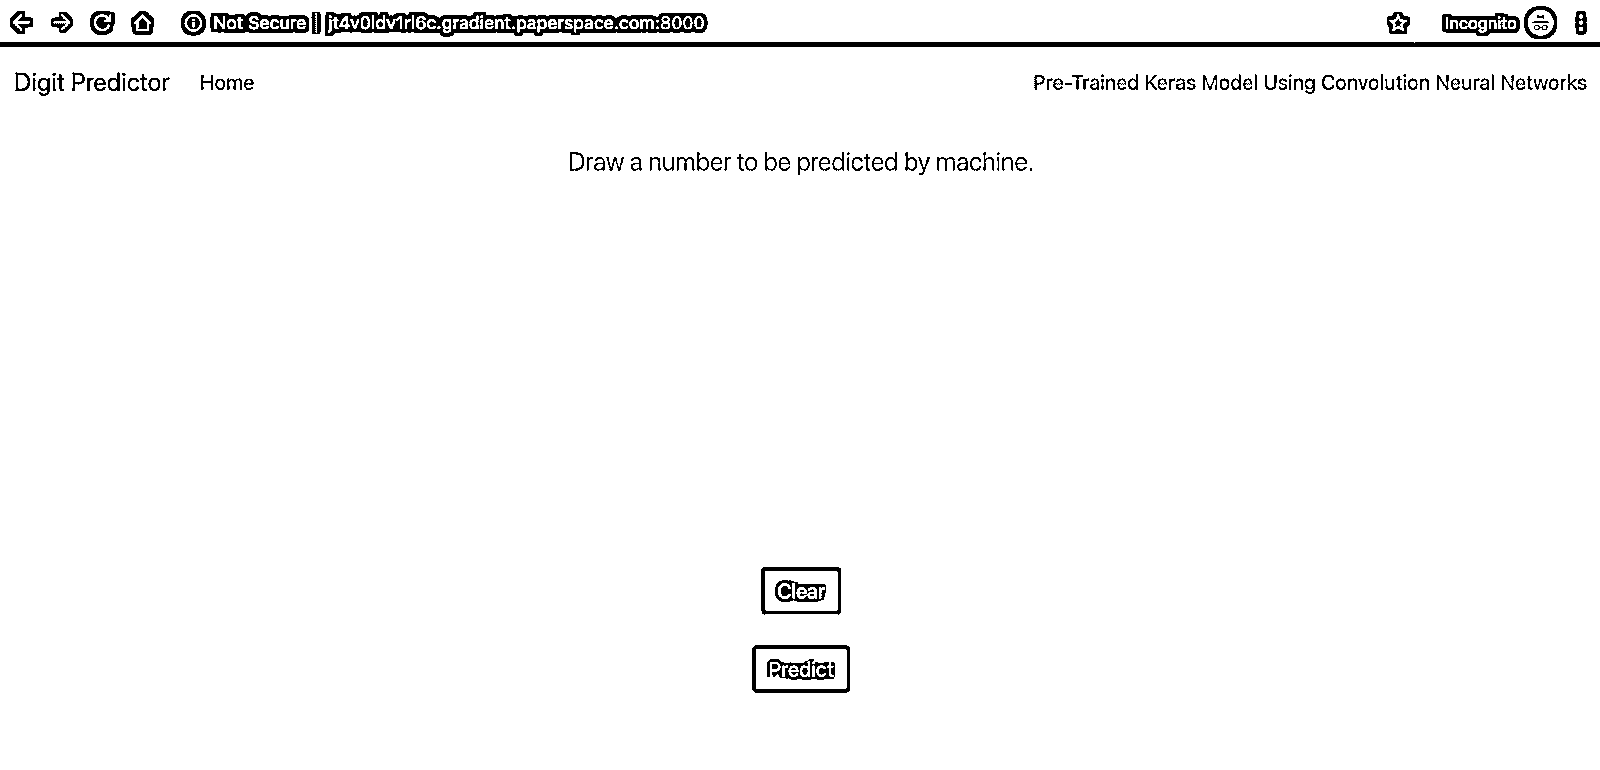 Not Secure | jt4v0ldv1rl6c.gradient.paperspace.com:8000 Incognito
Digit Predictor Home Pre-Trained Keras Model Using Convolution Neural Networks
Draw a number to be predicted by machine.
Clear
Predict